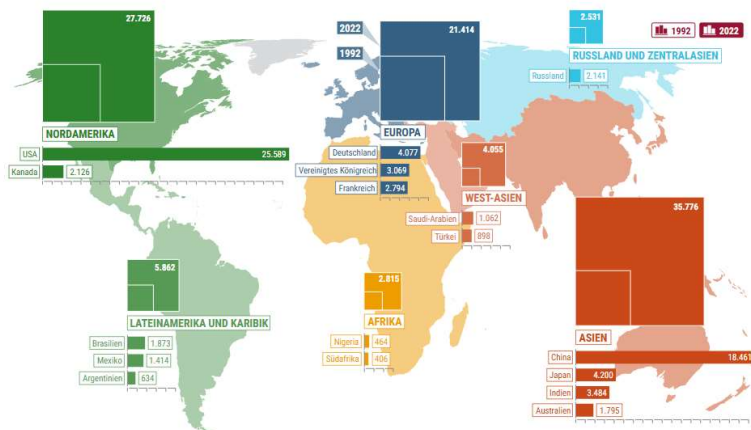 1992 2022
27.726
NORDAMERIKA
USA 25.589
Kanada 2.126
2022
1992
21.414
EUROPA
Deutschland 4.077
Vereinigtes Königreich 3.069
Frankreich 2.794
2.531
RUSSLAND UND ZENTRALASIEN
Russland 2.141
4.055
WEST-ASIEN
Saudi-Arabien 1.062
Türkei 898
5.862
LATEINAMERIKA UND KARIBIK
Brasilien 1.873
Mexiko 1.414
Argentinien 634
2.815
AFRIKA
Nigeria 464
Südafrika 406
35.776
ASIEN
China 18.461
Japan 4.200
Indien 3.484
Australien 1.795